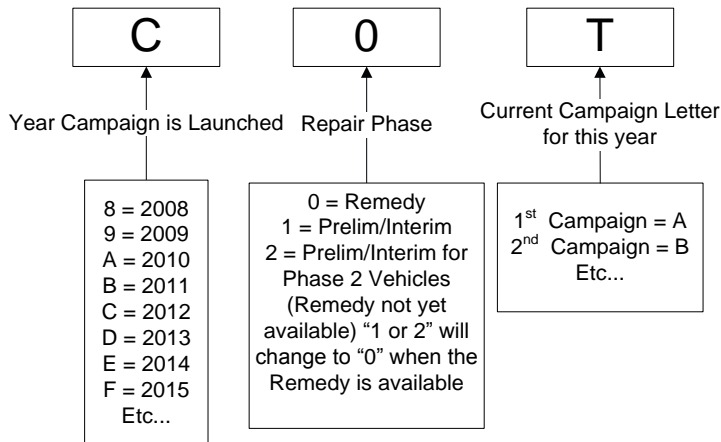 C
0
T
Year Campaign is Launched
Repair Phase
Current Campaign Letter
for this year
8 = 2008
9 = 2009
A = 2010
B = 2011
C = 2012
D = 2013
E = 2014
F = 2015
Etc...
0 = Remedy
1 = Prelim/Interim
2 = Prelim/Interim for
Phase 2 Vehicles
(Remedy not yet
available) “1 or 2” will
change to “0” when the
Remedy is available
1st Campaign = A
2nd Campaign = B
Etc...